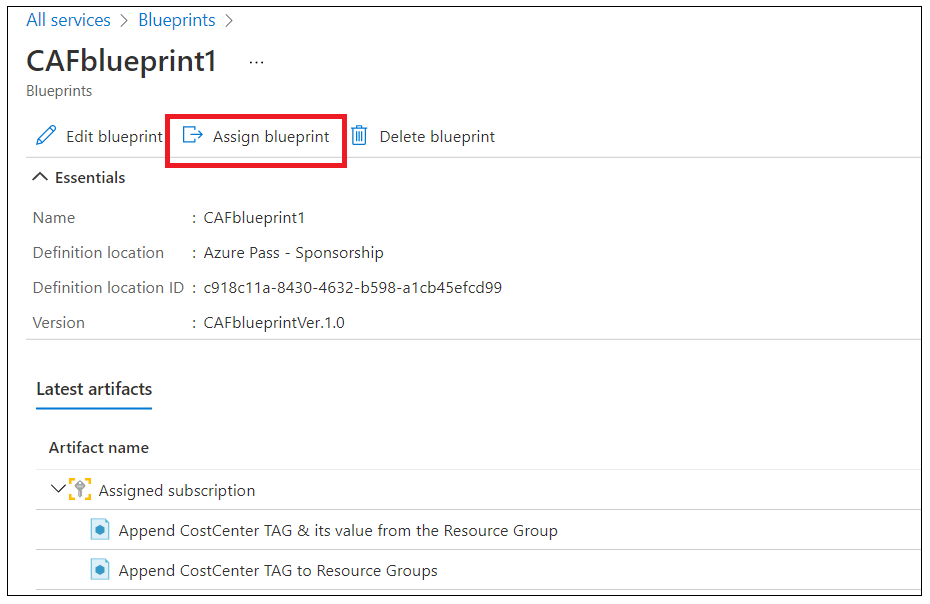 All services > Blueprints >
CAFblueprint1 ...
Blueprints
Edit blueprint Assign blueprint Delete blueprint
Essentials
Name : CAFblueprint1
Definition location : Azure Pass - Sponsorship
Definition location ID : c918c11a-8430-4632-b598-a1cb45efcd99
Version : CAFblueprintVer.1.0
Latest artifacts
Artifact name
Assigned subscription
Append CostCenter TAG & its value from the Resource Group
Append CostCenter TAG to Resource Groups